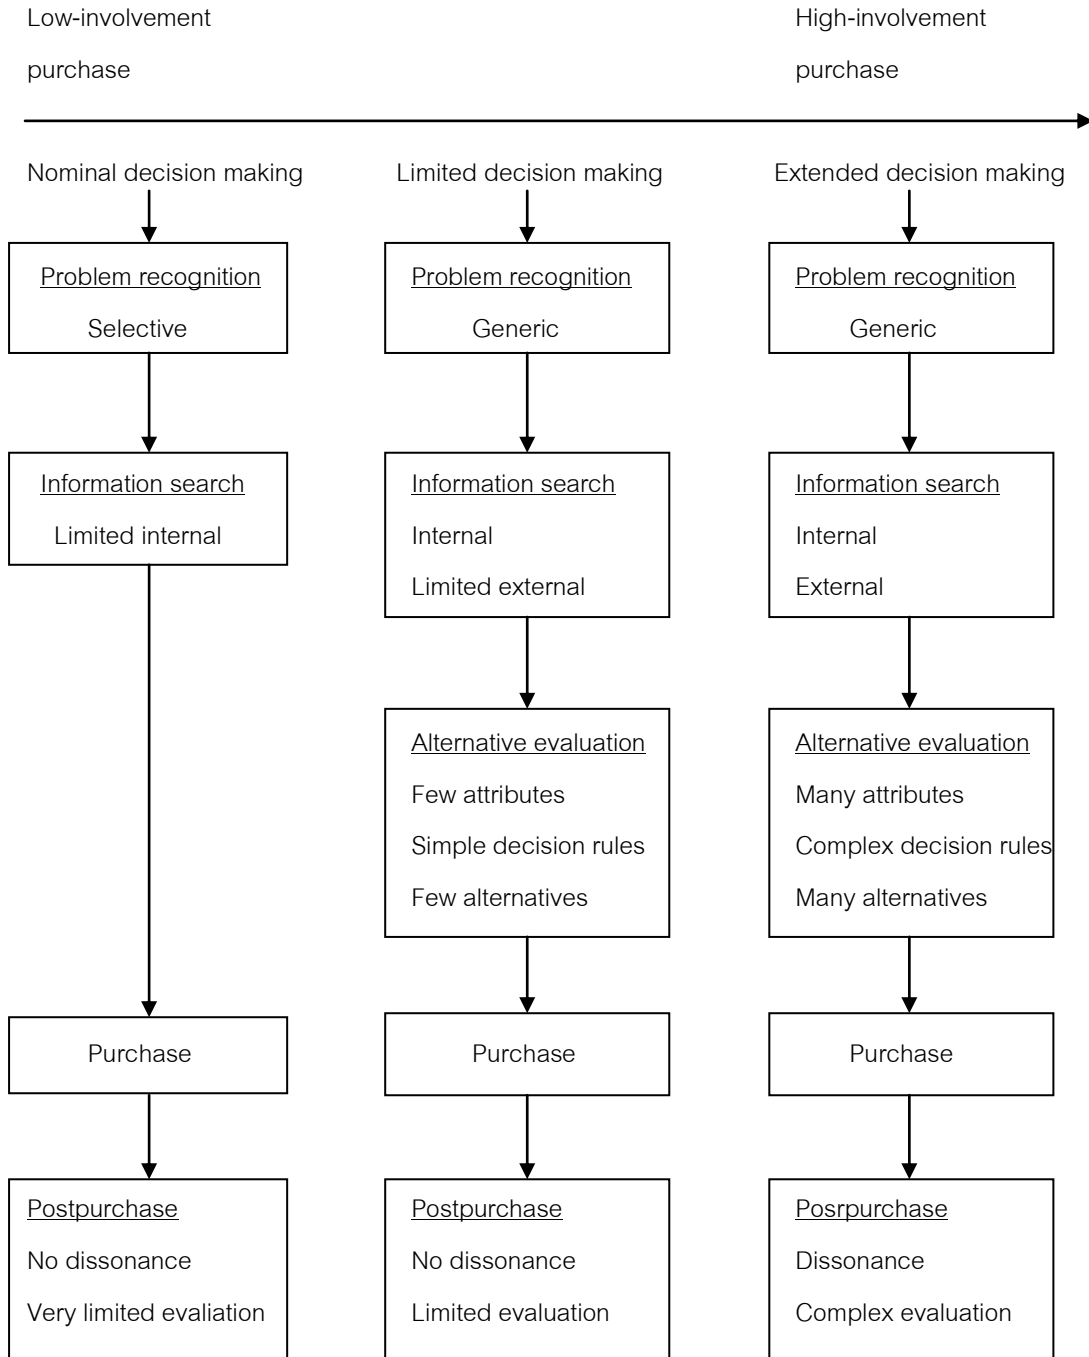 Low-involvement
purchase
High-involvement
purchase
Nominal decision making
Limited decision making
Extended decision making
Problem recognition
Selective
Problem recognition
Generic
Problem recognition
Generic
Information search
Limited internal
Information search
Internal
Limited external
Information search
Internal
External
Alternative evaluation
Few attributes
Simple decision rules
Few alternatives
Alternative evaluation
Many attributes
Complex decision rules
Many alternatives
Purchase
Purchase
Purchase
Postpurchase
No dissonance
Very limited evaliation
Postpurchase
No dissonance
Limited evaluation
Posrpurchase
Dissonance
Complex evaluation